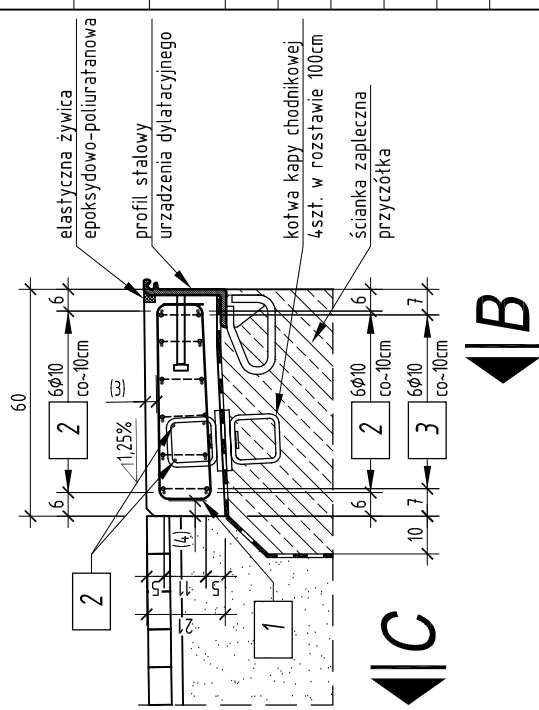 elastyczna żywica
epoksydowo-poliuratanowa
profil stalowy
urządzenia dylatacyjnego
kotwa kapy chodnikowej
4szt. w rozstawie 100cm
ścianka zapleczna
przyczółka
60
6
2
6ø10
co~10cm
6
(3)
1,25%
2
(4)
5
11
5
21
1
6
2
6ø10
co~10cm
6
10
7
3
6ø10
co~10cm
7
B
C